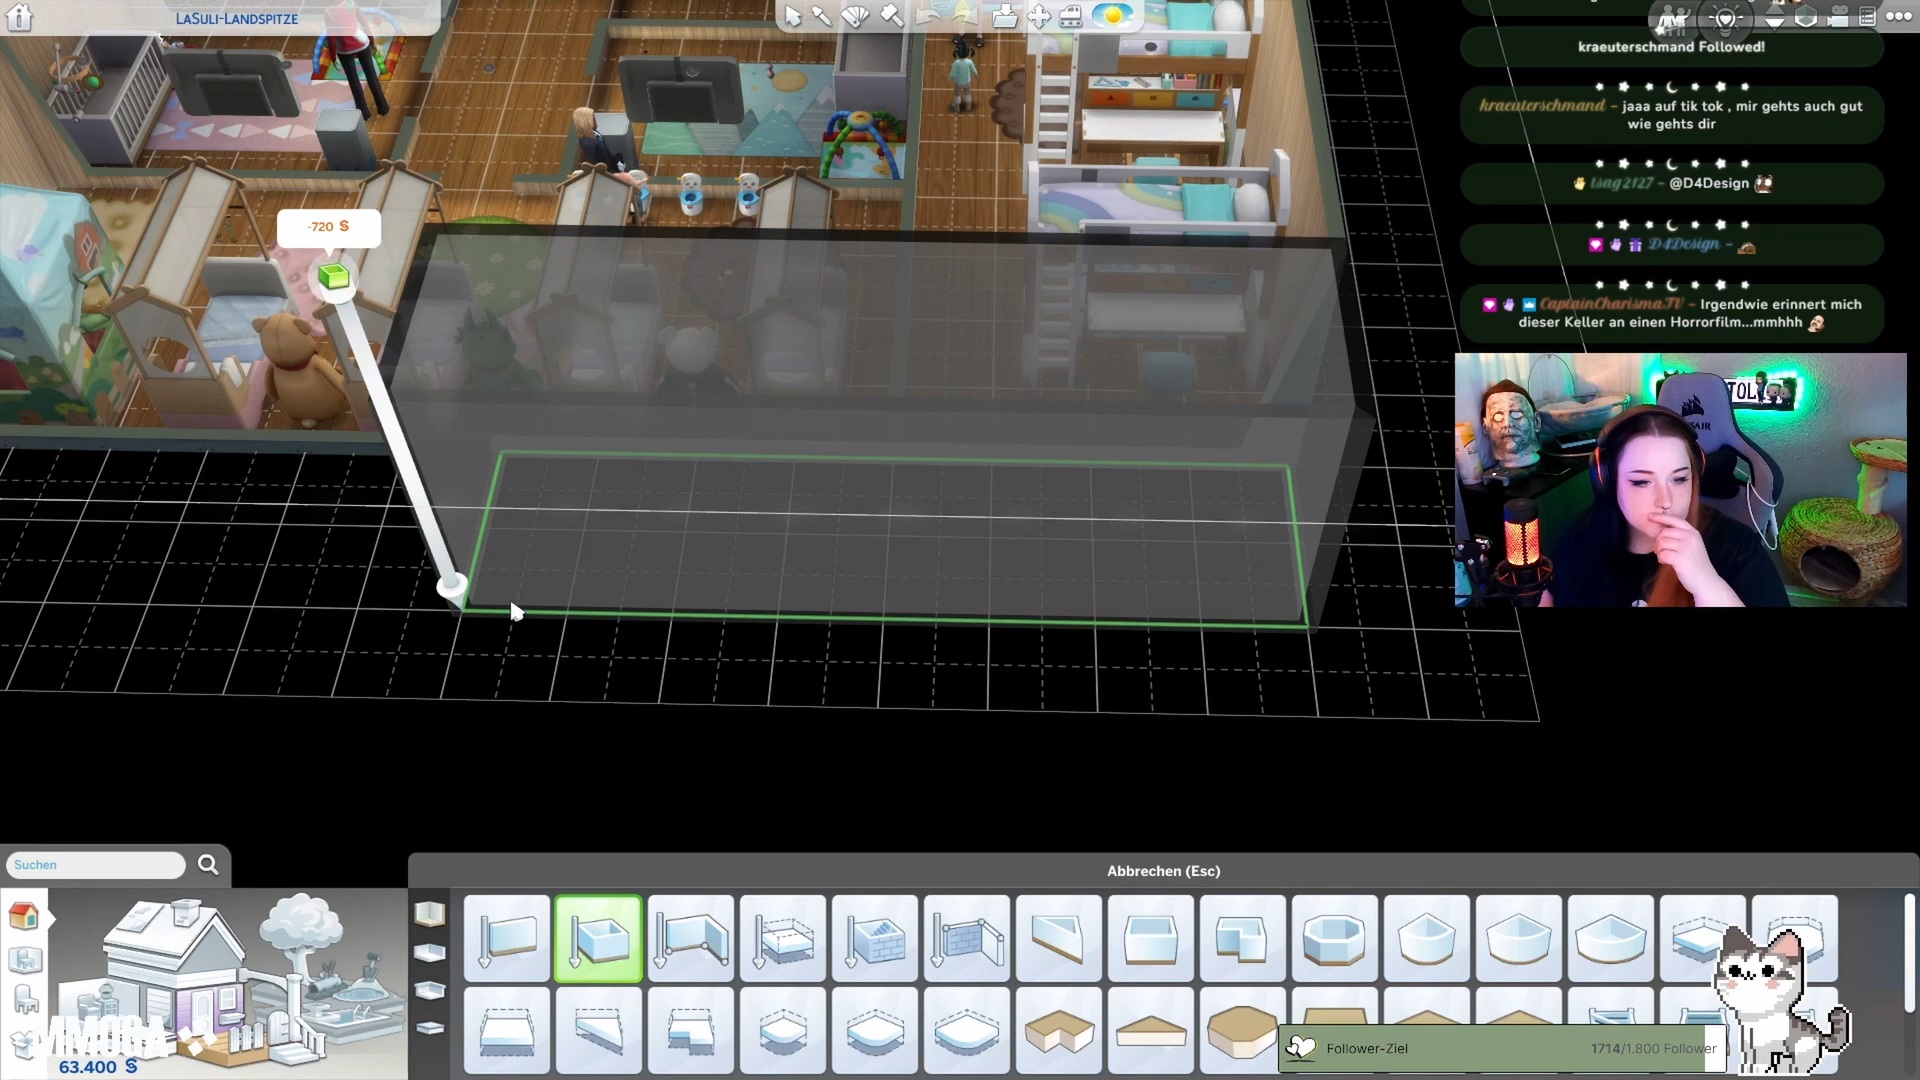 LaSuli-Landspitze
kraeuterschmand Followed!
kraeuterschmand – jaaa auf tik tok , mir gehts auch gut
wie gehts dir
tsag2127 – @D4Design
D4Design –
CaptainCharismaTV – Irgendwie erinnert mich
dieser Keller an einen Horrorfilm...mmhhh
-720 $
TOL
Abbrechen (Esc)
Suchen
63.400 $
Follower-Ziel
1714/1.800 Follower